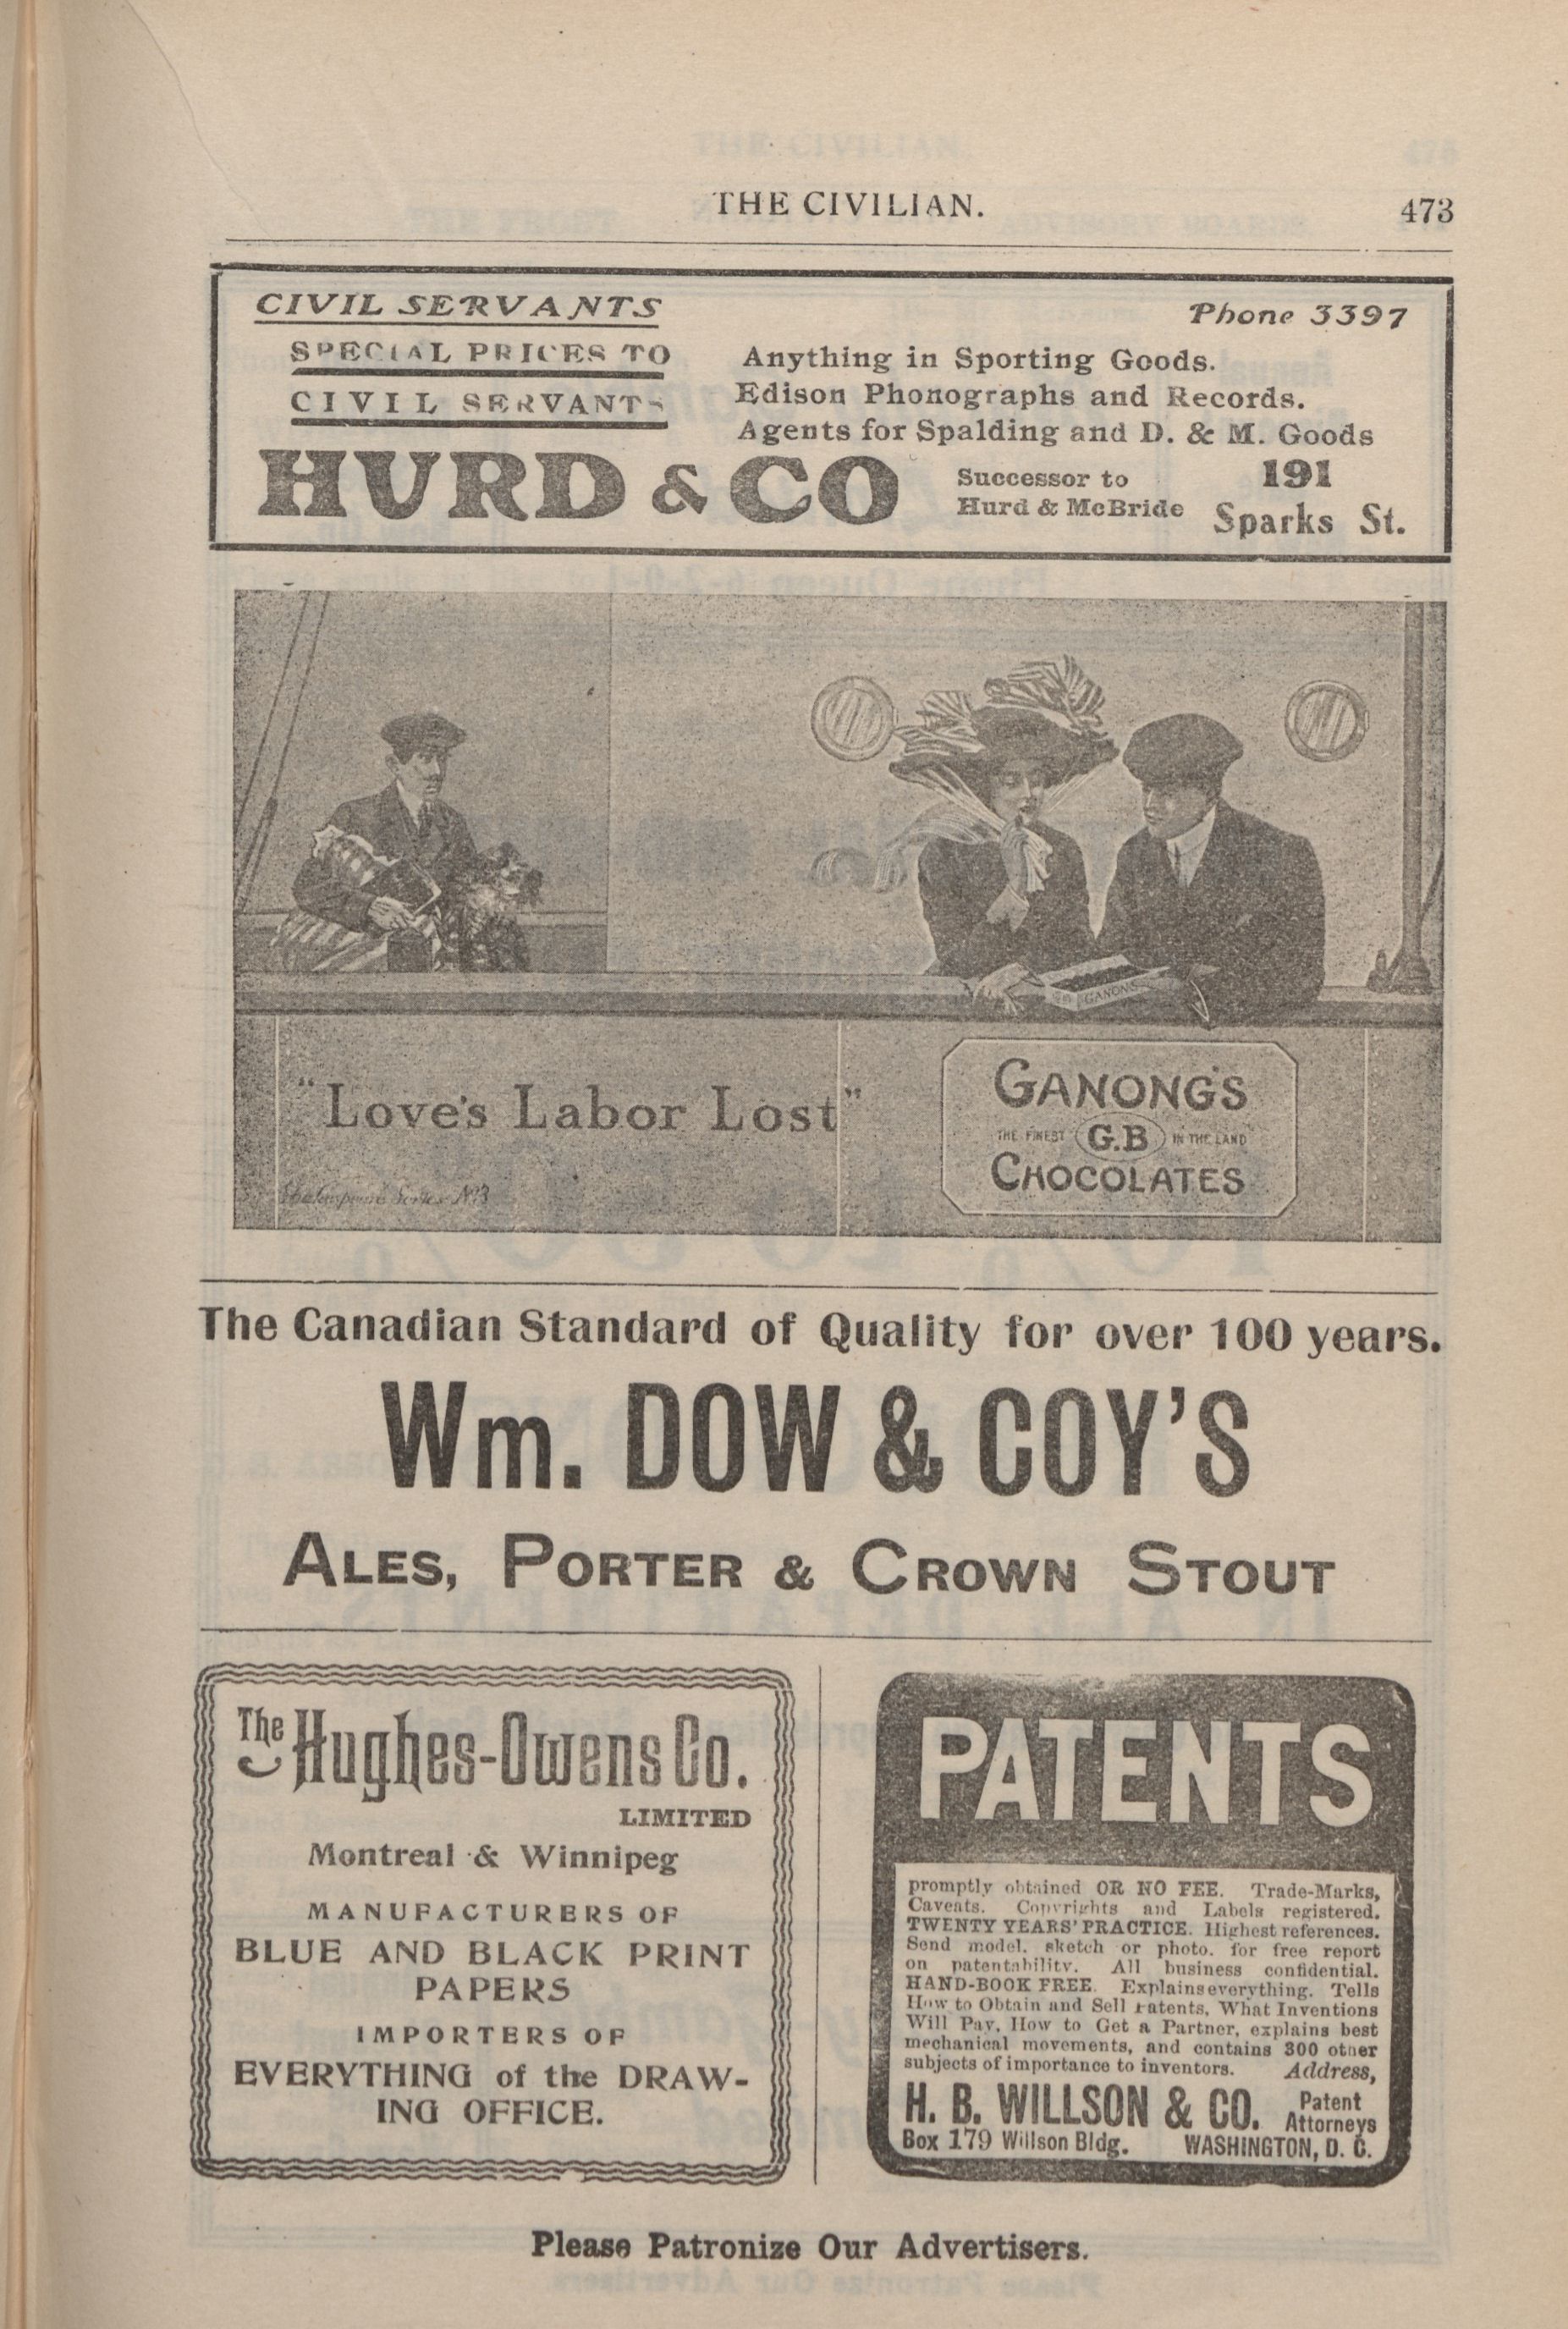 THE CIVILIAN.
473
CIVIL SERVANTS
SPECIAL PRICES TO
CIVIL SERVANTS
Phone 3397
Anything in Sporting Goods.
Edison Phonographs and Records.
Agents for Spalding and D. & M. Goods
HURD & CO
Successor to
Hurd & McBride
191
Sparks St.
GANONG'S
"Love's Labor Lost"
Series No 3
GANONG'S
THE FINEST G.B IN THE LAND
CHOCOLATES
The Canadian Standard of Quality for over 100 years.
Wm. DOW & COY'S
ALES, PORTER & CROWN STOUT
The Hughes-Owens Co.
LIMITED
Montreal & Winnipeg
MANUFACTURERS OF
BLUE AND BLACK PRINT
PAPERS
IMPORTERS OF
EVERYTHING of the DRAW-
ING OFFICE.
PATENTS
promptly obtained OR NO FEE. Trade-Marks,
Caveats. Copyrights and Labels registered.
TWENTY YEARS' PRACTICE. Highest references.
Send model, sketch or photo. for free report
on patentability. All business confidential.
HAND-BOOK FREE. Explains everything. Tells
How to Obtain and Sell Patents, What Inventions
Will Pay, How to Get a Partner, explains best
mechanical movements, and contains 300 other
subjects of importance to inventors. Address,
H. B. WILLSON & CO. Patent
Attorneys
Box 179 Willson Bldg. WASHINGTON, D. C.
Please Patronize Our Advertisers.